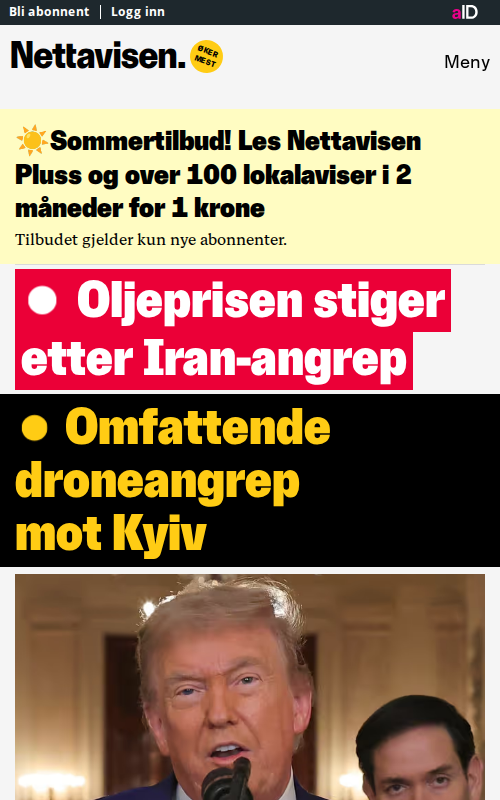 Bli abonnent
Logg inn
aID
Nettavisen.
ØKER
MEST
Meny
☀️Sommertilbud! Les Nettavisen
Pluss og over 100 lokalaviser i 2
måneder for 1 krone
Tilbudet gjelder kun nye abonnenter.
Oljeprisen stiger
etter Iran-angrep
Omfattende
droneangrep
mot Kyiv